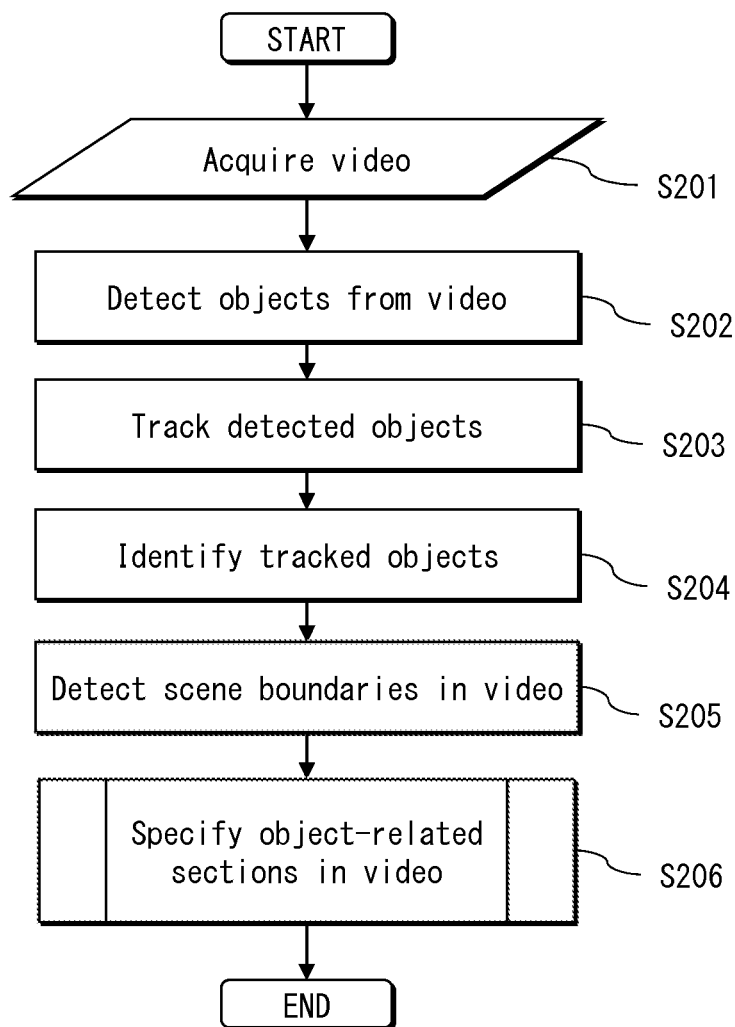 START
Acquire video
S201
Detect objects from video
S202
Track detected objects
S203
Identify tracked objects
S204
Detect scene boundaries in video
S205
Specify object-related
sections in video
S206
END